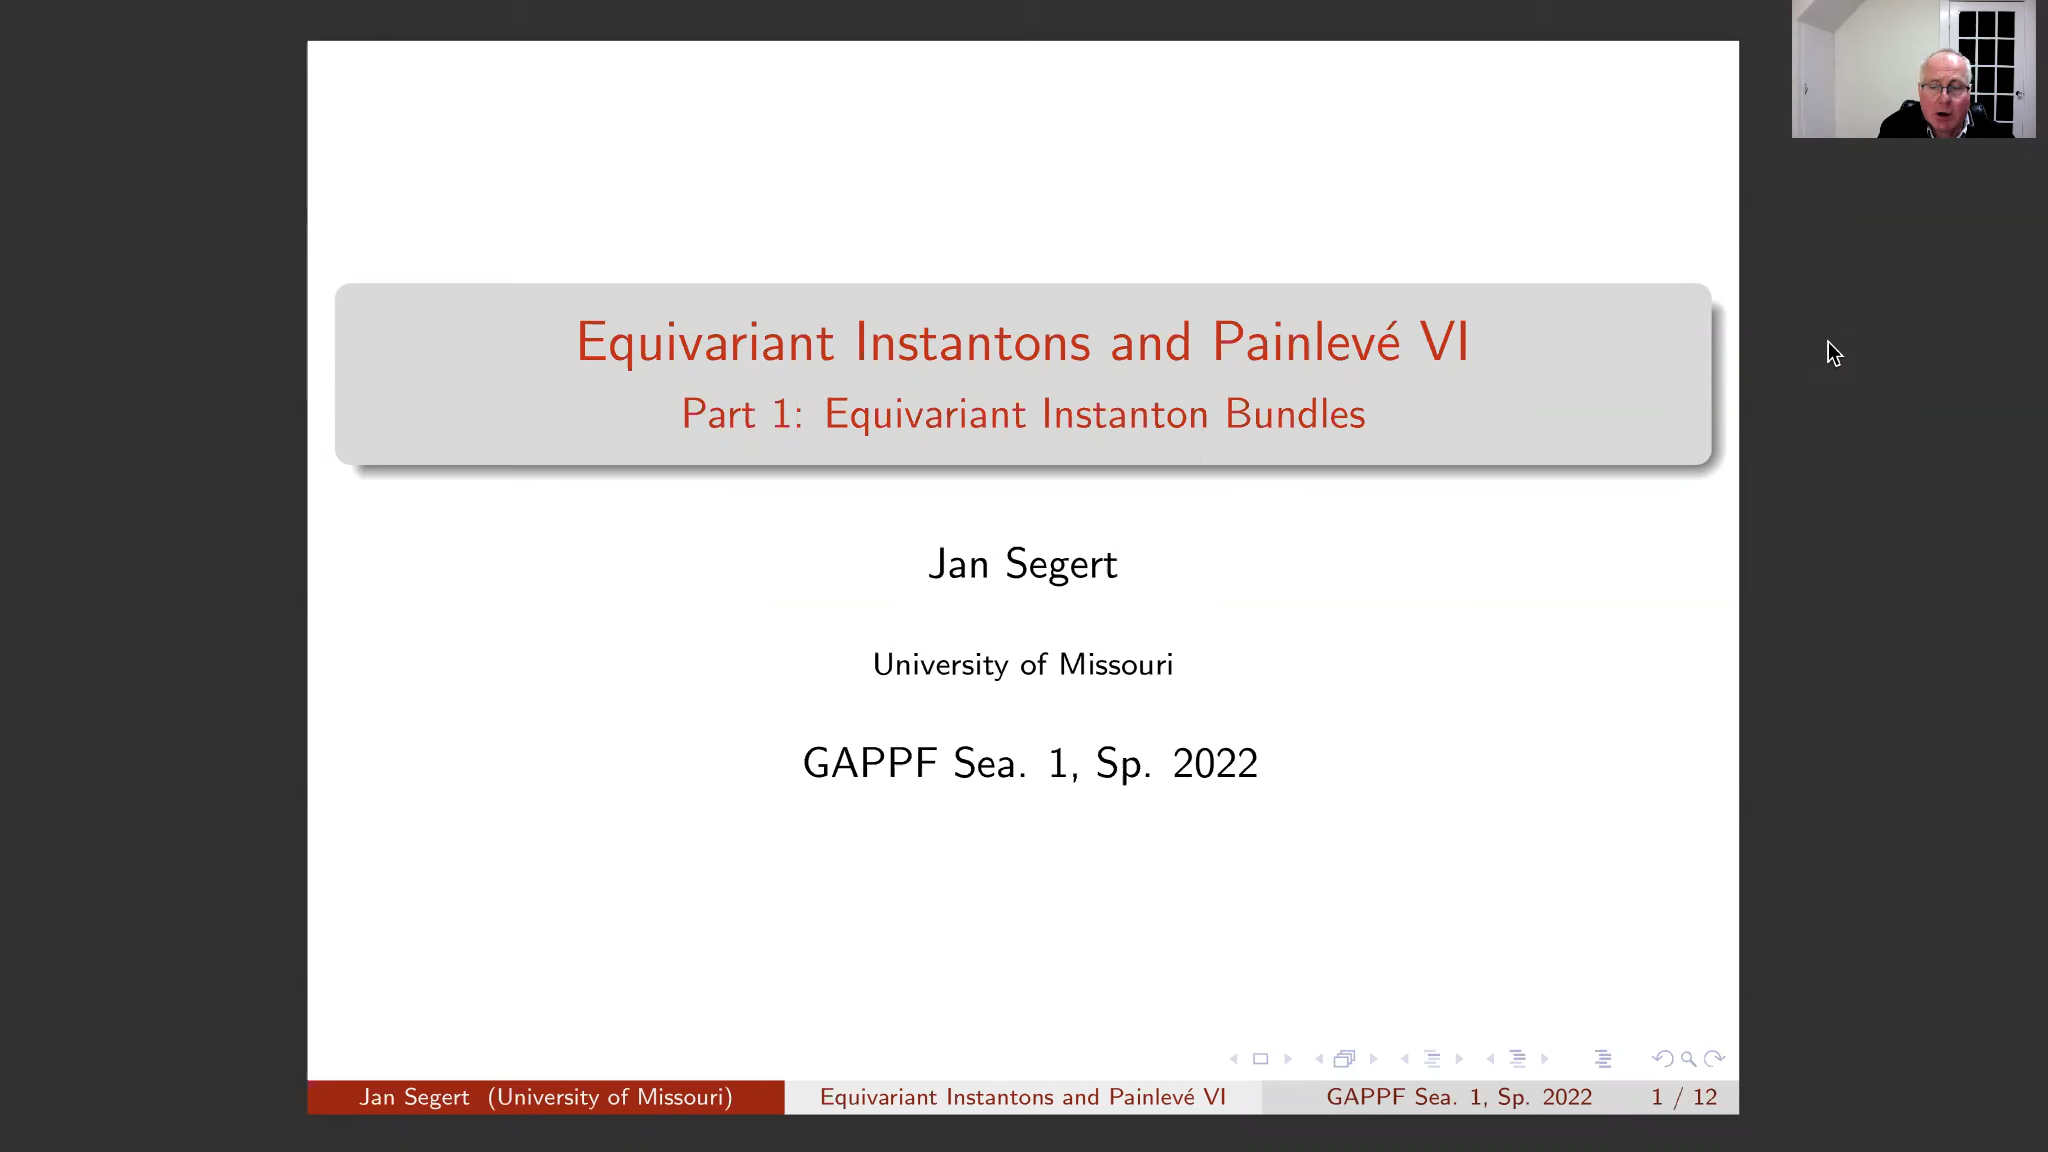 Equivariant Instantons and Painlevé VI
Part 1: Equivariant Instanton Bundles
Jan Segert
University of Missouri
GAPPF Sea. 1, Sp. 2022
Jan Segert (University of Missouri) Equivariant Instantons and Painlevé VI GAPPF Sea. 1, Sp. 2022 1 / 12